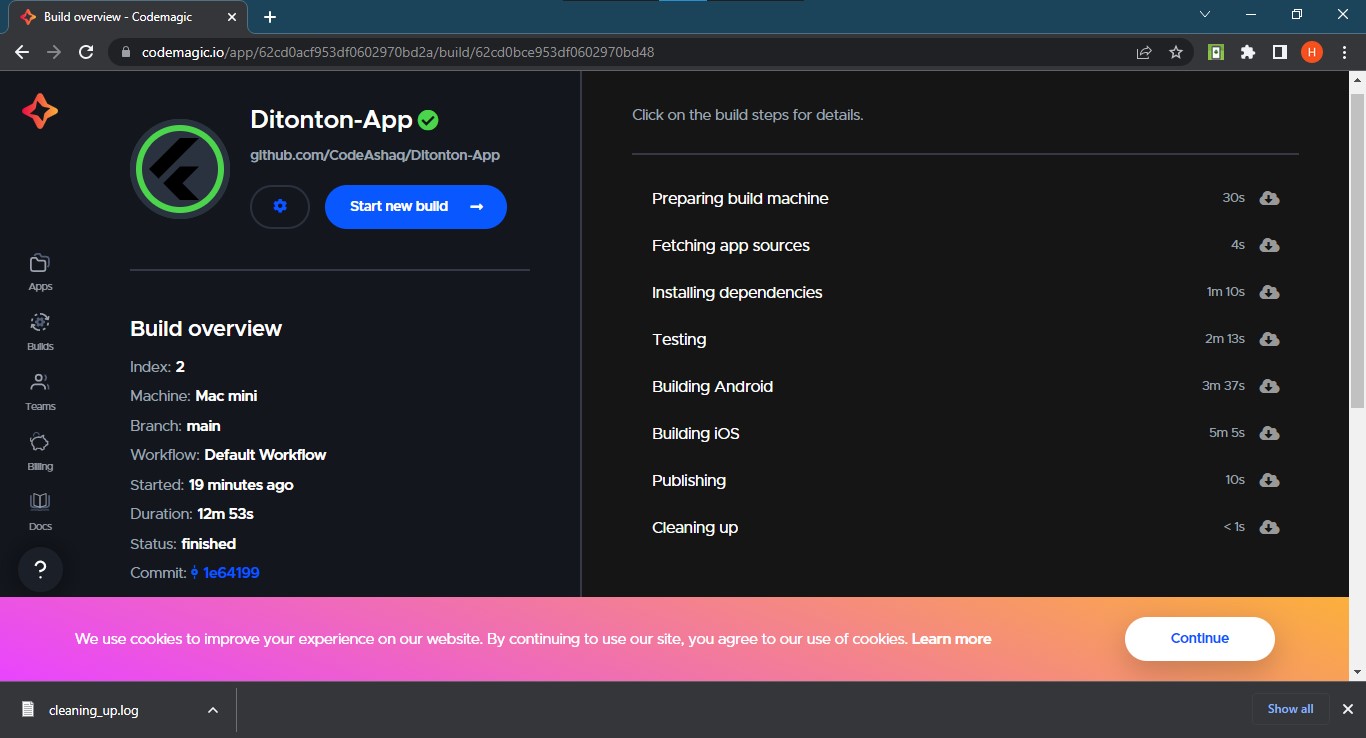 Build overview - Codemagic
codemagic.io/app/62cd0acf953df0602970bd2a/build/62cd0bce953df0602970bd48
H
Ditonton-App
github.com/CodeAshaq/Ditonton-App
Start new build
Apps
Builds
Teams
Billing
Docs
?
Build overview
Index: 2
Machine: Mac mini
Branch: main
Workflow: Default Workflow
Started: 19 minutes ago
Duration: 12m 53s
Status: finished
Commit: 1e64199
Click on the build steps for details.
Preparing build machine 30s
Fetching app sources 4s
Installing dependencies 1m 10s
Testing 2m 13s
Building Android 3m 37s
Building iOS 5m 5s
Publishing 10s
Cleaning up < 1s
We use cookies to improve your experience on our website. By continuing to use our site, you agree to our use of cookies. Learn more
Continue
cleaning_up.log
Show all